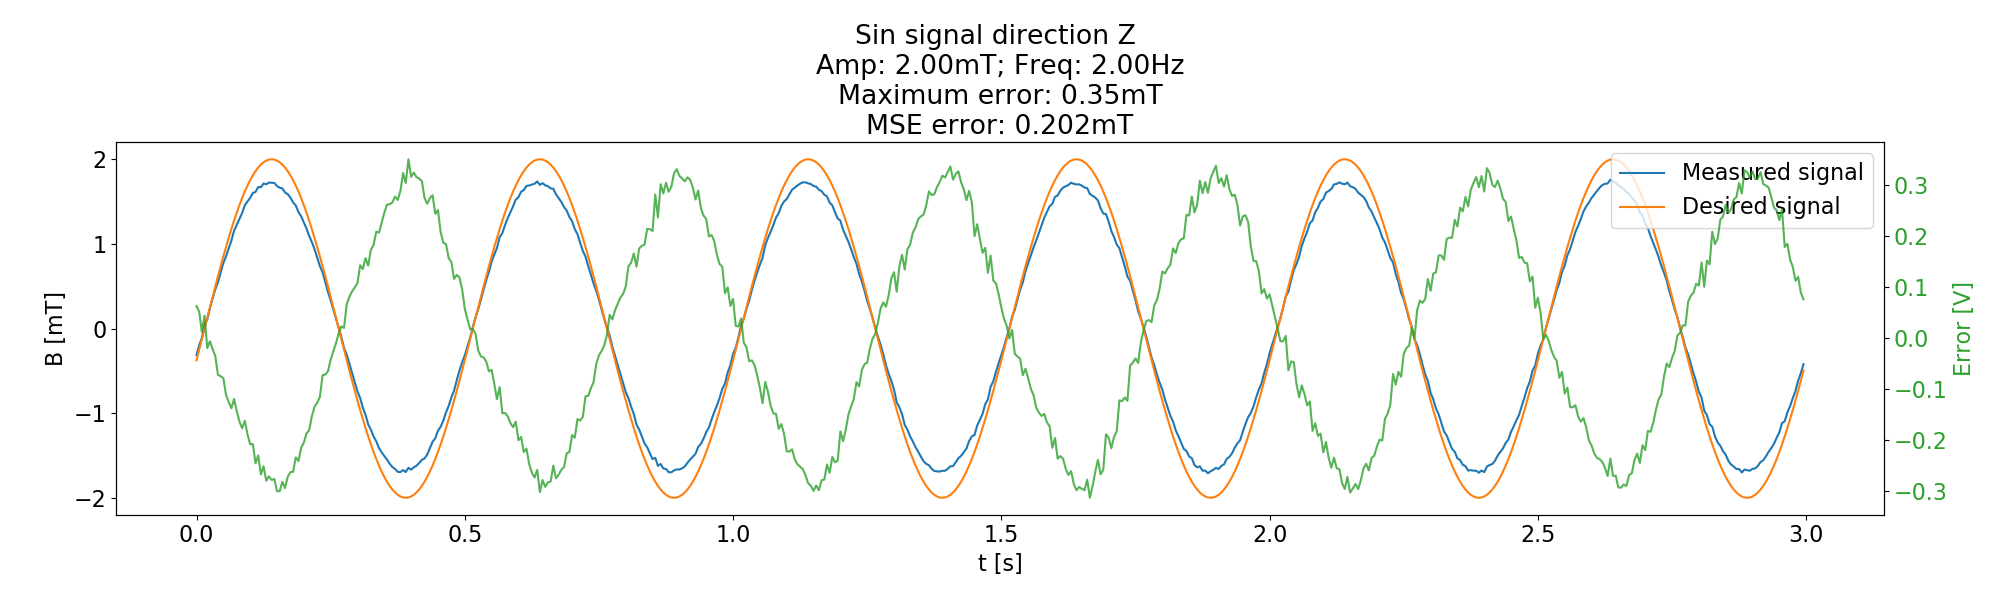 Sin signal direction Z
Amp: 2.00mT; Freq: 2.00Hz
Maximum error: 0.35mT
MSE error: 0.202mT
Measured signal
Desired signal
B [mT]
2
1
0
−1
−2
0.3
0.2
0.1
0.0
−0.1
−0.2
−0.3
Error [V]
0.0 0.5 1.0 1.5 2.0 2.5 3.0
t [s]